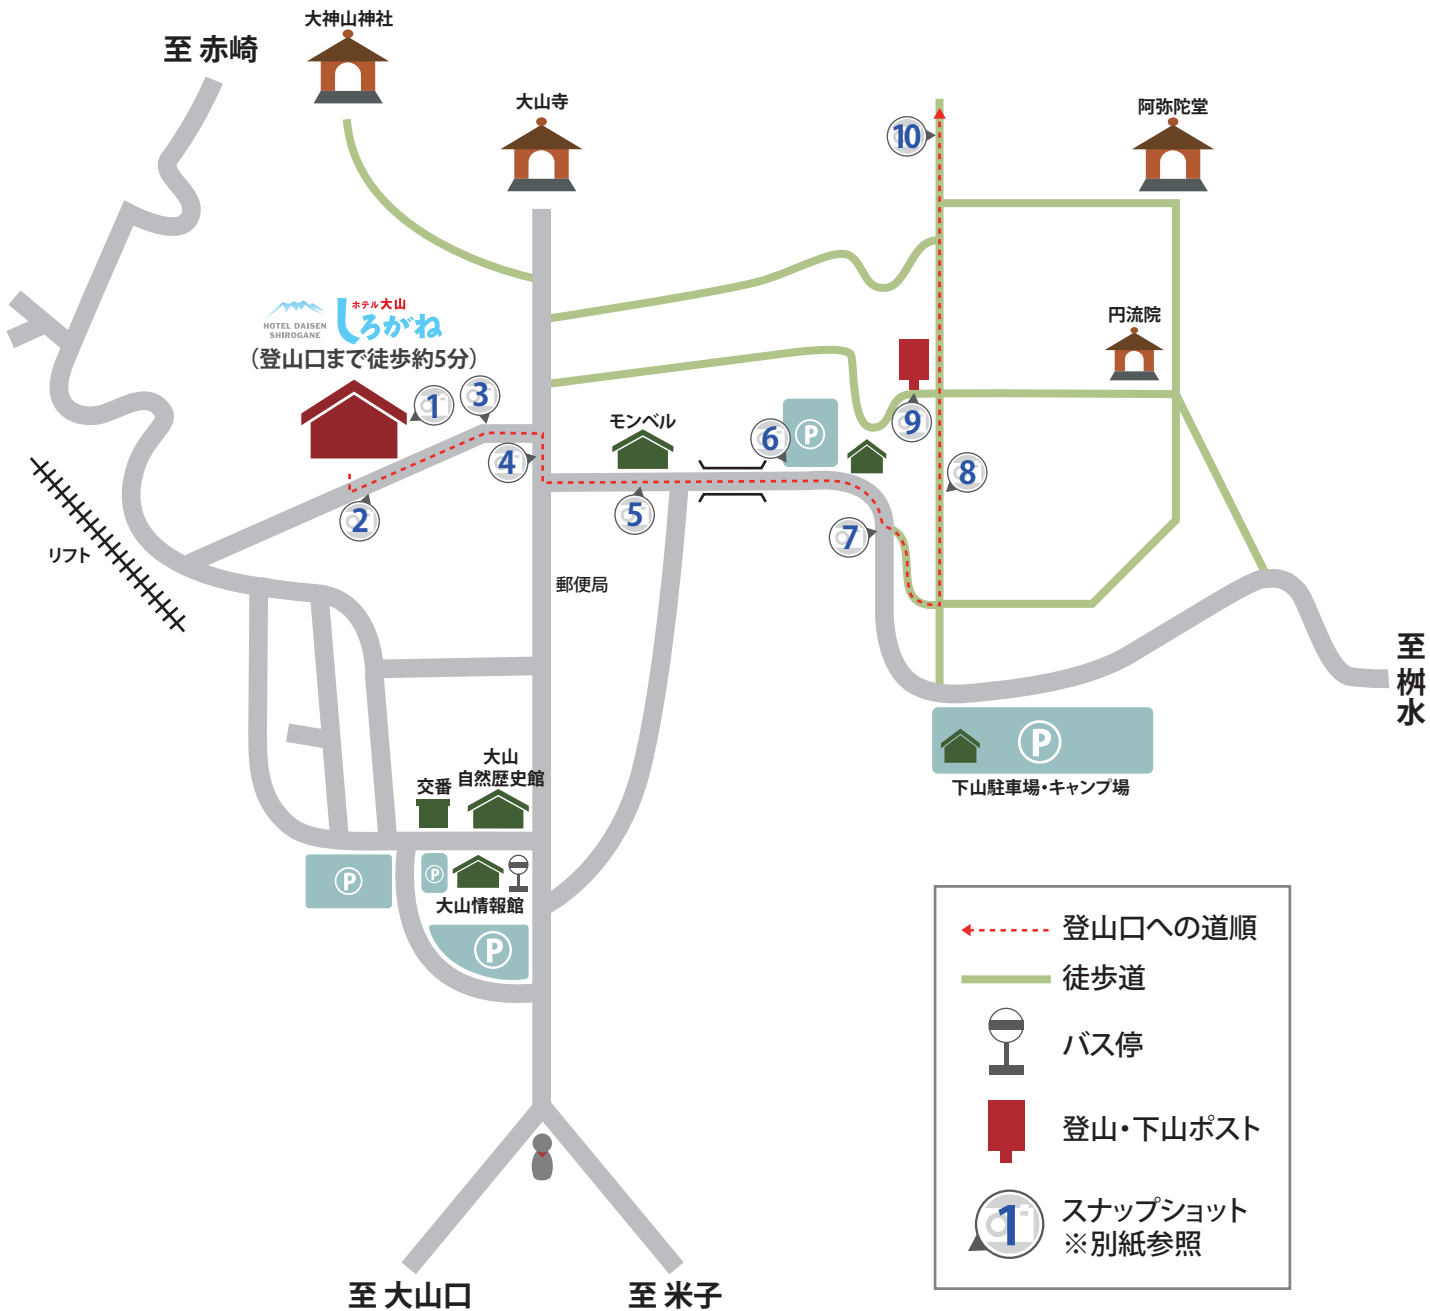 大神山神社
至 赤崎
大山寺
阿弥陀堂
10
円流院
HOTEL DAISEN
SHIROGANE
ホテル大山
しろがね
(登山口まで徒歩約5分)
1
3
モンベル
6
P
9
4
8
2
5
7
リフト
郵便局
至 桝水
P
下山駐車場・キャンプ場
大山
自然歴史館
交番
P
P
大山情報館
P
登山口への道順
徒歩道
バス停
登山・下山ポスト
1
スナップショット
※別紙参照
至 大山口
至 米子